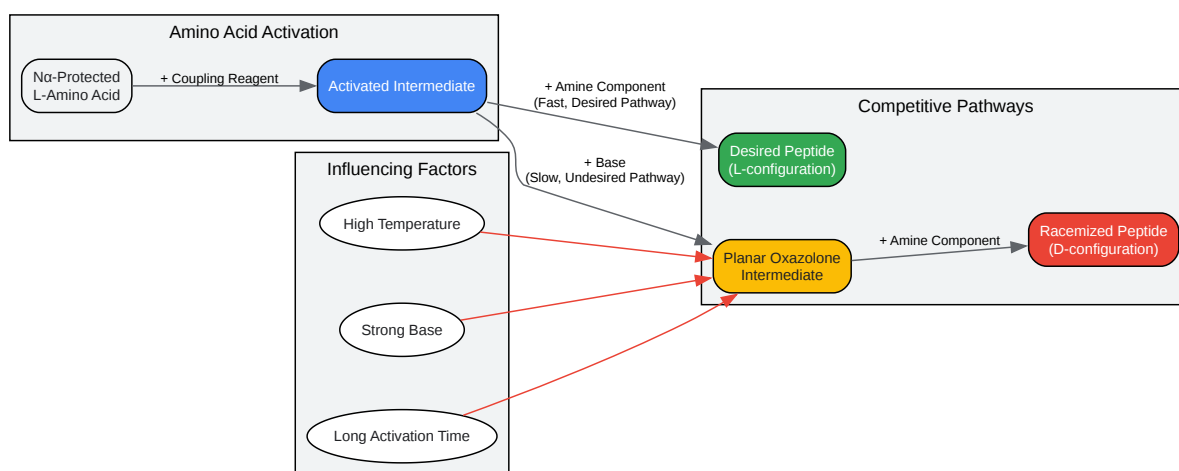 Amino Acid Activation
Nα-Protected
L-Amino Acid
+ Coupling Reagent
Activated Intermediate
+ Amine Component
(Fast, Desired Pathway)
+ Base
(Slow, Undesired Pathway)
Influencing Factors
High Temperature
Strong Base
Long Activation Time
Competitive Pathways
Desired Peptide
(L-configuration)
Planar Oxazolone
Intermediate
+ Amine Component
Racemized Peptide
(D-configuration)